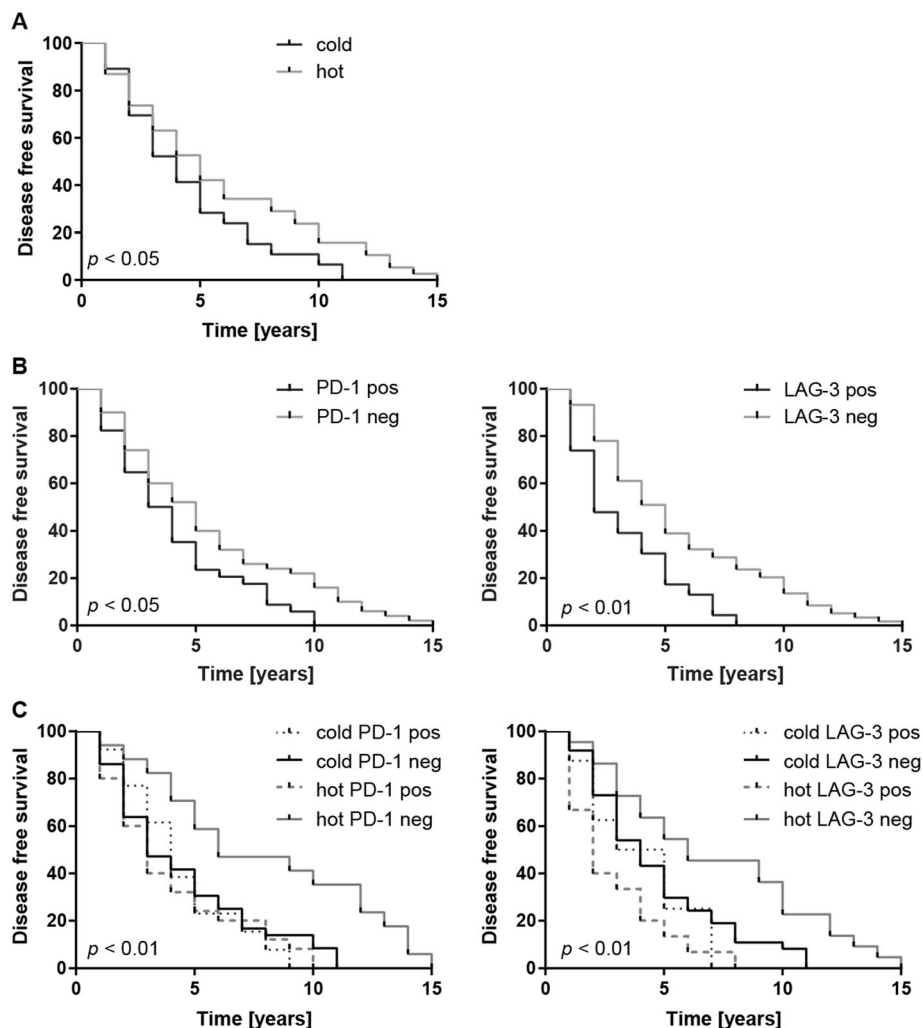 A
cold
hot
Disease free survival
100
80
60
40
20
0
p < 0.05
0 5 10 15
Time [years]
B
PD-1 pos
PD-1 neg
Disease free survival
100
80
60
40
20
0
p < 0.05
0 5 10 15
Time [years]
LAG-3 pos
LAG-3 neg
Disease free survival
100
80
60
40
20
0
p < 0.01
0 5 10 15
Time [years]
C
cold PD-1 pos
cold PD-1 neg
hot PD-1 pos
hot PD-1 neg
Disease free survival
100
80
60
40
20
0
p < 0.01
0 5 10 15
Time [years]
cold LAG-3 pos
cold LAG-3 neg
hot LAG-3 pos
hot LAG-3 neg
Disease free survival
100
80
60
40
20
0
p < 0.01
0 5 10 15
Time [years]